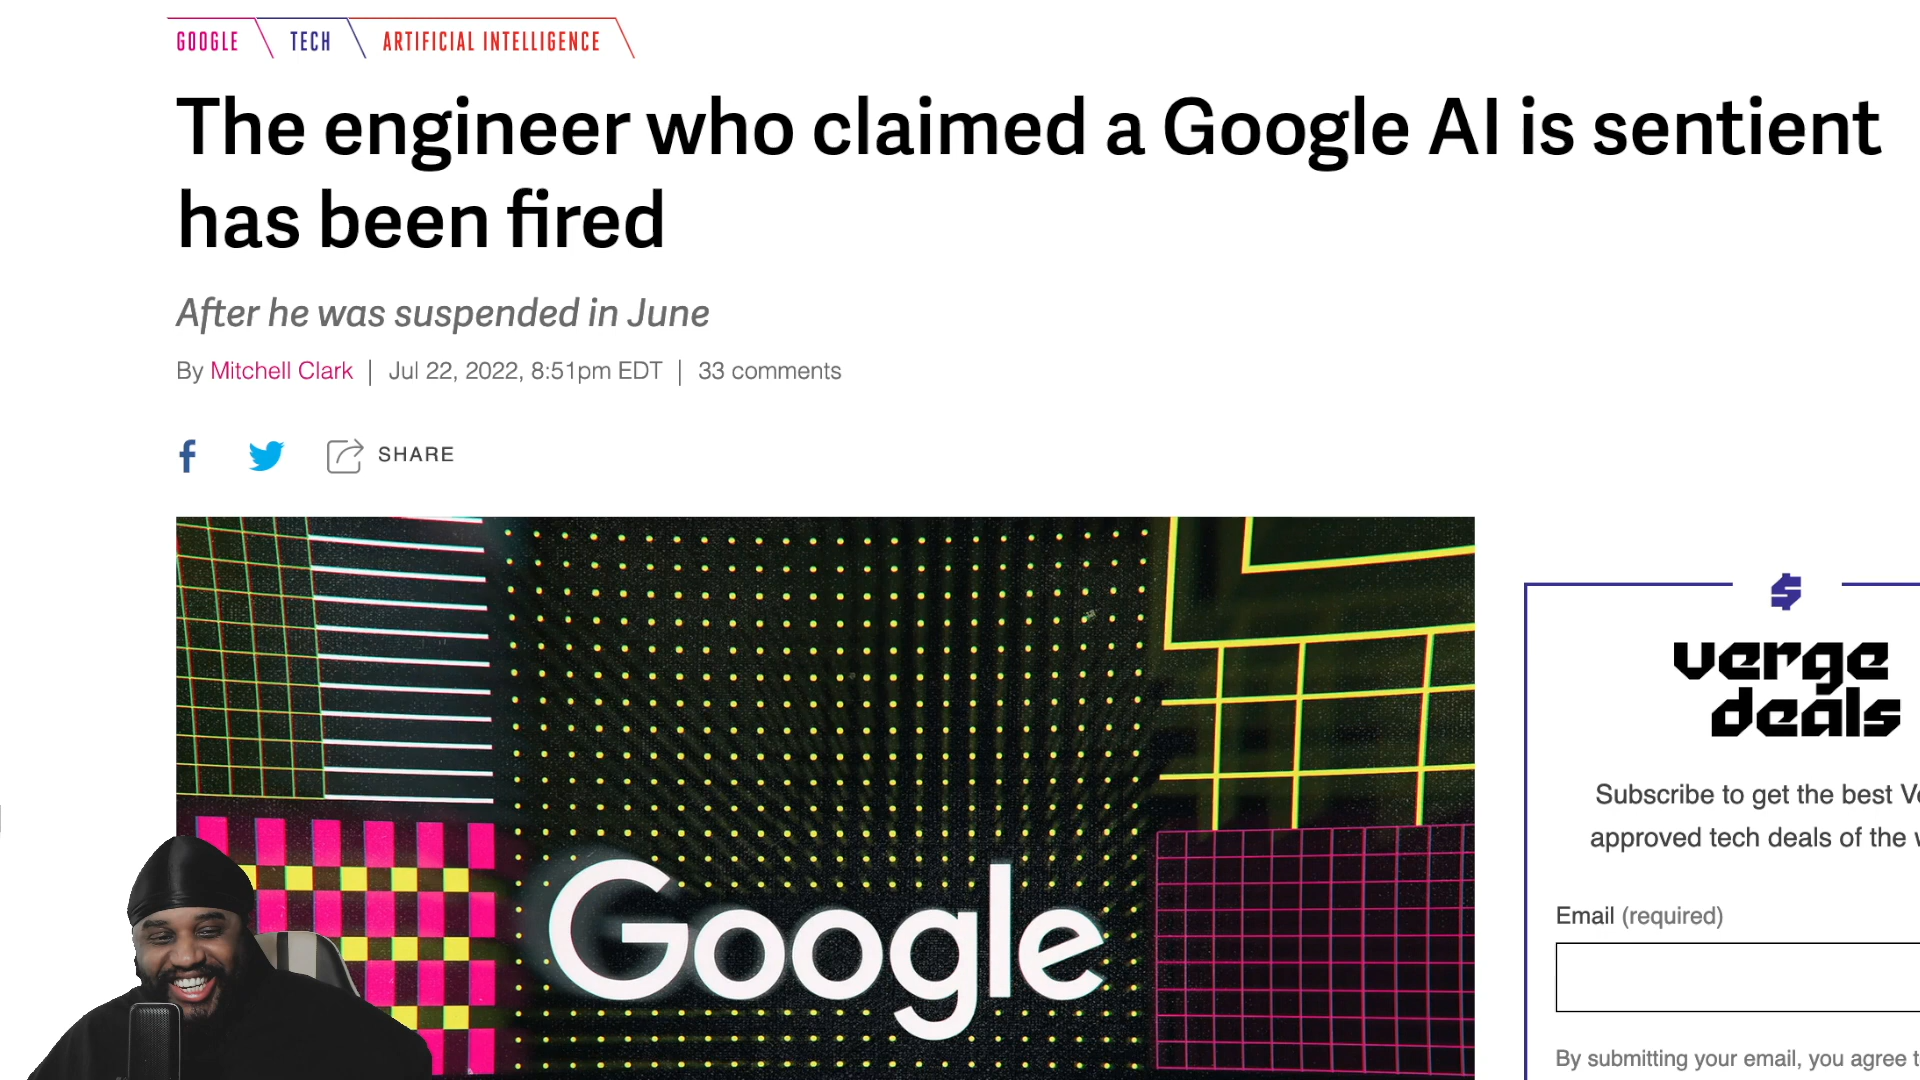 GOOGLE TECH ARTIFICIAL INTELLIGENCE
The engineer who claimed a Google AI is sentient
has been fired
After he was suspended in June
By Mitchell Clark | Jul 22, 2022, 8:51pm EDT | 33 comments
f SHARE
Google
$
verge
deals
Subscribe to get the best
approved tech deals of the
Email (required)
By submitting your email, you agree